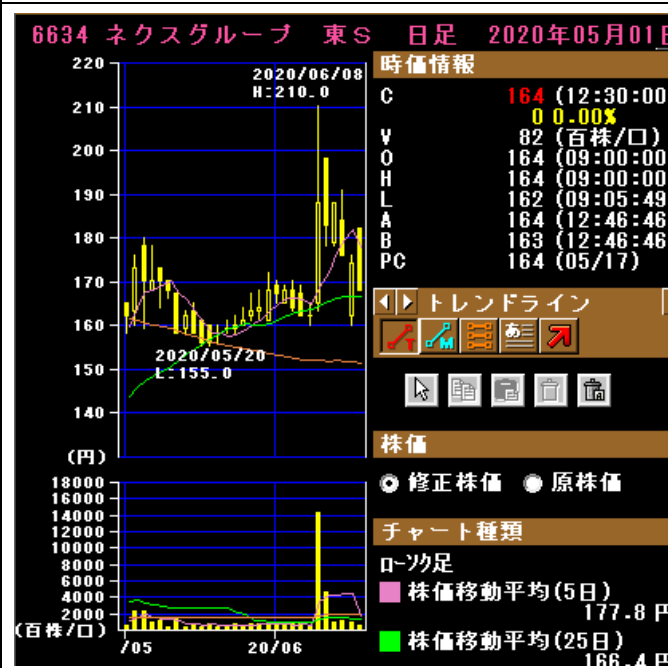 6634 ネクスグループ 東S 日足 2020年05月01日
220
210
200
190
180
170
160
150
140
(円)
2020/06/08
H:210.0
2020/05/20
L:155.0
18000
16000
14000
12000
10000
8000
6000
4000
2000
(百株/口)
/05 20/06
時価情報
C 164 (12:30:00
0 0.00%
V 82 (百株/口)
O 164 (09:00:00
H 164 (09:00:00
L 162 (09:05:49
A 164 (12:46:46
B 163 (12:46:46
PC 164 (05/17)
トレンドライン
T M あ
A
株価
修正株価 原株価
チャート種類
ローソク足
株価移動平均(5日)
177.8 円
株価移動平均(25日)
166.4 円